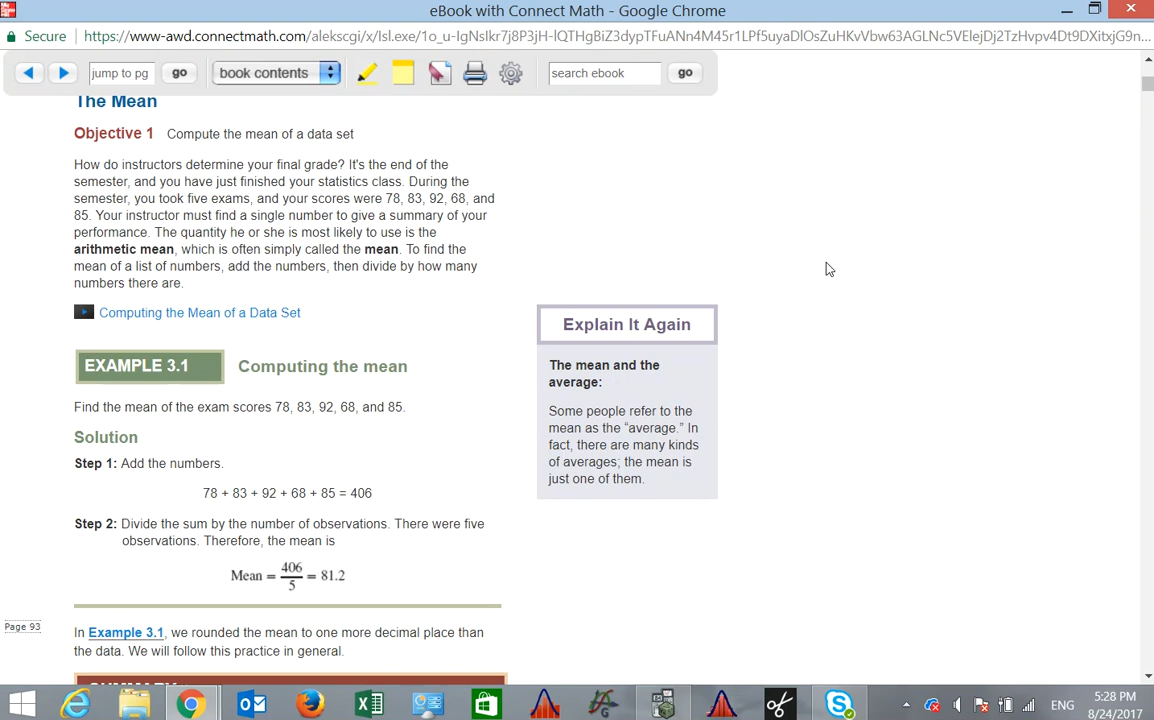 eBook with Connect Math - Google Chrome
Secure
https://www-awd.connectmath.com/alekscgi/x/Isl.exe/1o_u-IgNsIkr7j8P3jH-lQTHgBiZ3dypTFuANn4M45r1LPf5uyaDlOsZuHKvVbw63AGLNc5VElejDj2TzHvpv4Dt9DXitxjG9n...
jump to pg
go
book contents
search ebook
go
The Mean
Objective 1 Compute the mean of a data set
How do instructors determine your final grade? It's the end of the
semester, and you have just finished your statistics class. During the
semester, you took five exams, and your scores were 78, 83, 92, 68, and
85. Your instructor must find a single number to give a summary of your
performance. The quantity he or she is most likely to use is the
arithmetic mean, which is often simply called the mean. To find the
mean of a list of numbers, add the numbers, then divide by how many
numbers there are.
Computing the Mean of a Data Set
EXAMPLE 3.1 Computing the mean
Find the mean of the exam scores 78, 83, 92, 68, and 85.
Solution
Step 1: Add the numbers.
78 + 83 + 92 + 68 + 85 = 406
Step 2: Divide the sum by the number of observations. There were five
observations. Therefore, the mean is
Mean = 406/5 = 81.2
Page 93
In Example 3.1, we rounded the mean to one more decimal place than
the data. We will follow this practice in general.
Explain It Again
The mean and the
average:
Some people refer to the
mean as the “average.” In
fact, there are many kinds
of averages; the mean is
just one of them.
ENG
5:28 PM
8/24/2017